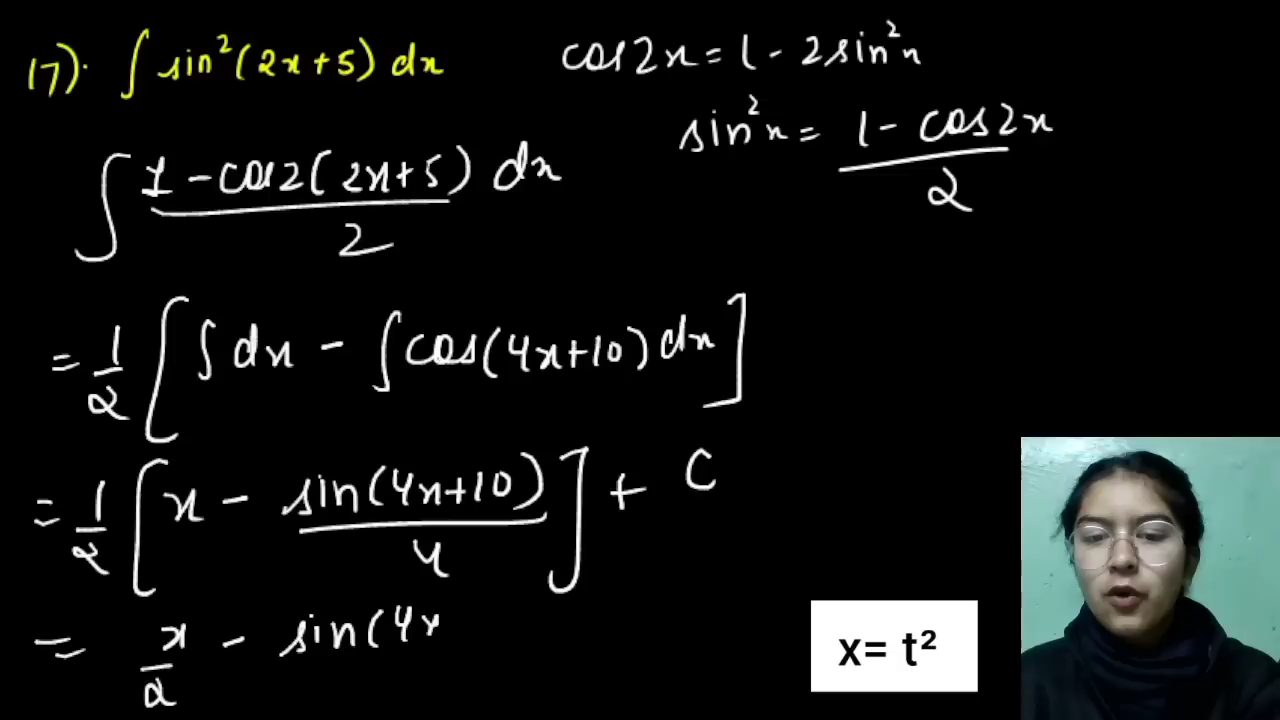 17). ∫ sin²(2x+5) dx
cos2x = 1 - 2sin²x
sin²x = (1 - cos2x)/2
∫ (1 - cos2(2x+5))/2 dx
= 1/2 [∫ dx - ∫ cos(4x+10) dx]
= 1/2 [x - sin(4x+10)/4] + C
= x/2 - sin(4x
x= t²